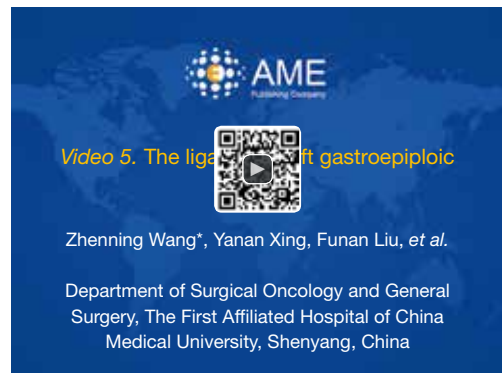 AME
Publishing Company
Video 5. The liga ft gastroepiploic
Zhenning Wang*, Yanan Xing, Funan Liu, et al.
Department of Surgical Oncology and General
Surgery, The First Affiliated Hospital of China
Medical University, Shenyang, China